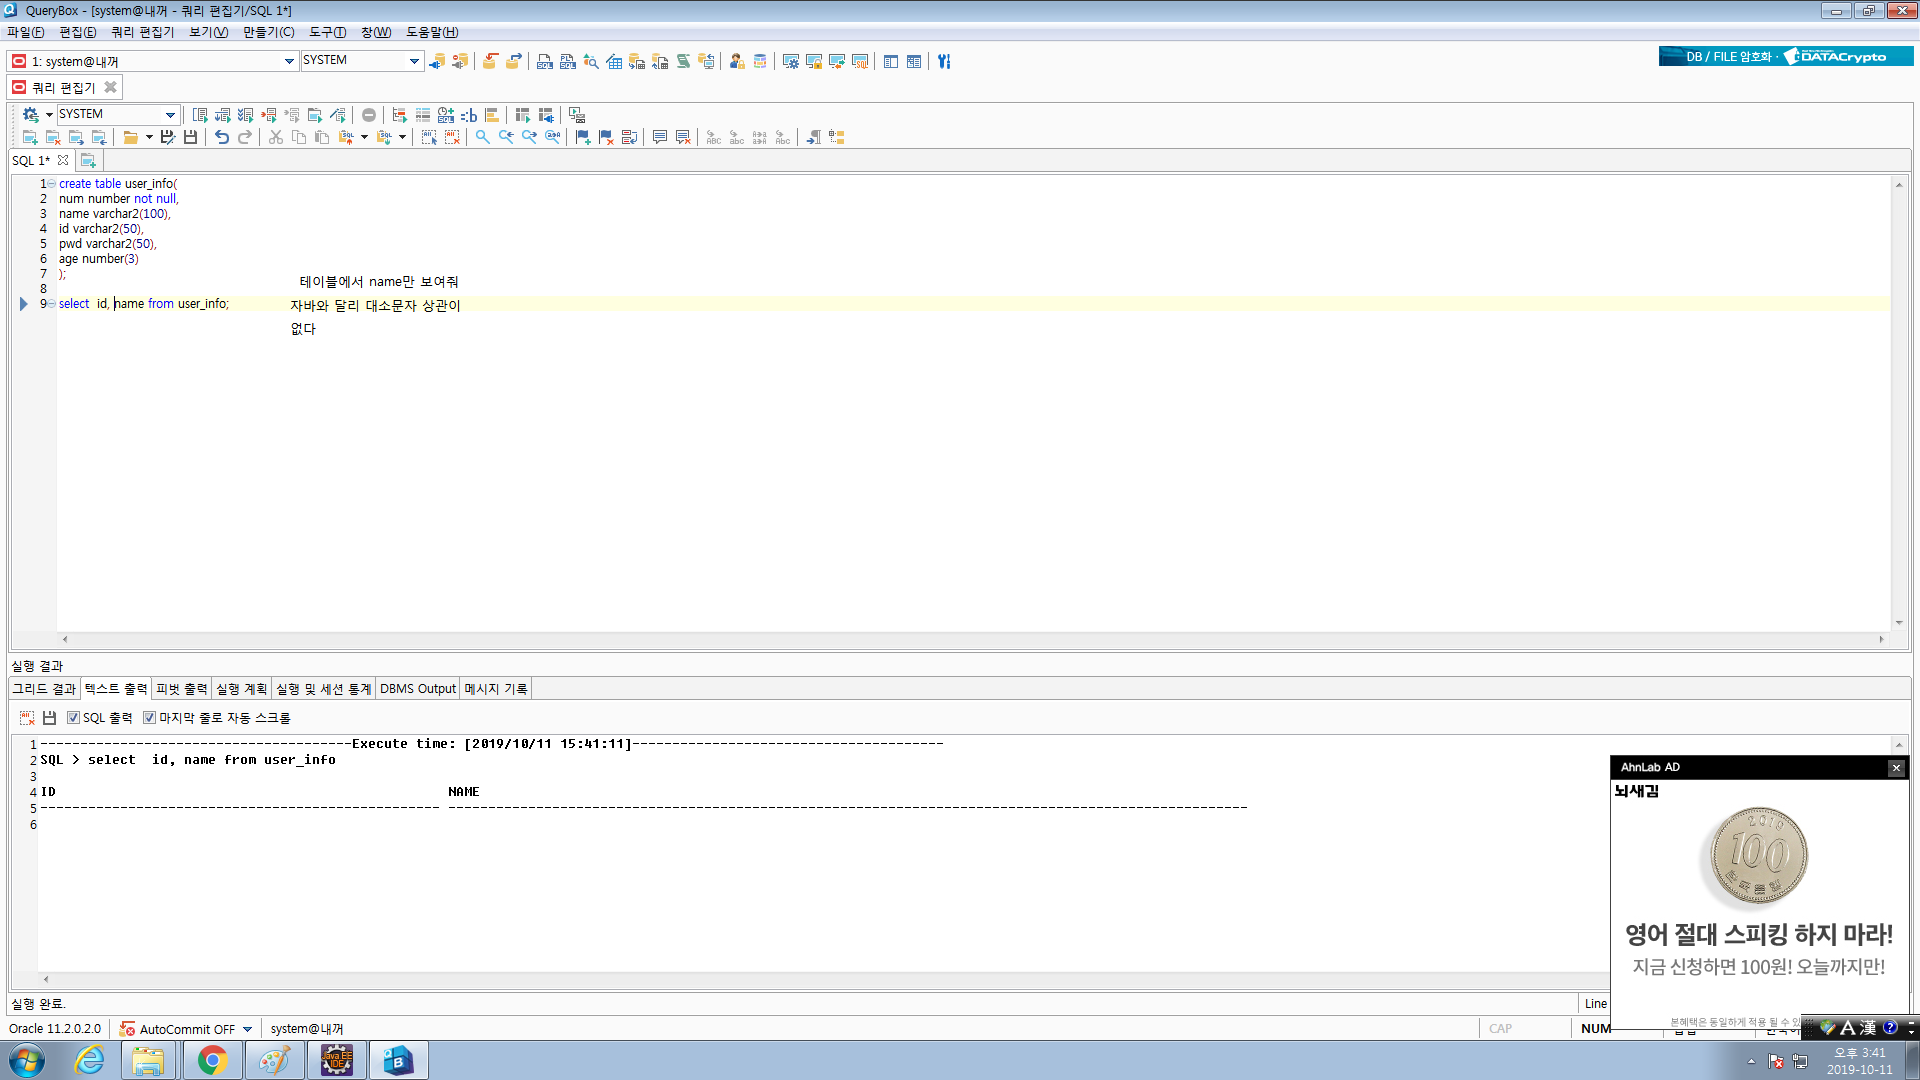 QueryBox - [system@내꺼 - 쿼리 편집기/SQL 1*]
파일(F) 편집(E) 쿼리 편집기 보기(V) 만들기(C) 도구(T) 창(W) 도움말(H)
1: system@내꺼 SYSTEM
DB / FILE 암호화 · DATACrypto
쿼리 편집기
SYSTEM
SQL 1*
1 create table user_info(
2 num number not null,
3 name varchar2(100),
4 id varchar2(50),
5 pwd varchar2(50),
6 age number(3)
7 );
테이블에서 name만 보여줘
8
9 select  id, name from user_info;
자바와 달리 대소문자 상관이
없다
실행 결과
그리드 결과 텍스트 출력 피벗 출력 실행 계획 실행 및 세션 통계 DBMS Output 메시지 기록
SQL 출력 마지막 줄로 자동 스크롤
1 ---------------------------------------Execute time: [2019/10/11 15:41:11]---------------------------------------
2 SQL > select  id, name from user_info
3
4 ID NAME
5 -------------------------------------------------- ----------------------------------------------------------------------------------------------------
6
AhnLab AD
뇌새김
2019
100
영어 절대 스피킹 하지 마라!
지금 신청하면 100원! 오늘까지만!
본혜택은 동일하게 적용 될 수 있
실행 완료.
Line
Oracle 11.2.0.2.0 AutoCommit OFF system@내꺼
CAP NUM
A 漢
Java EE
IDE
B
오후 3:41
2019-10-11